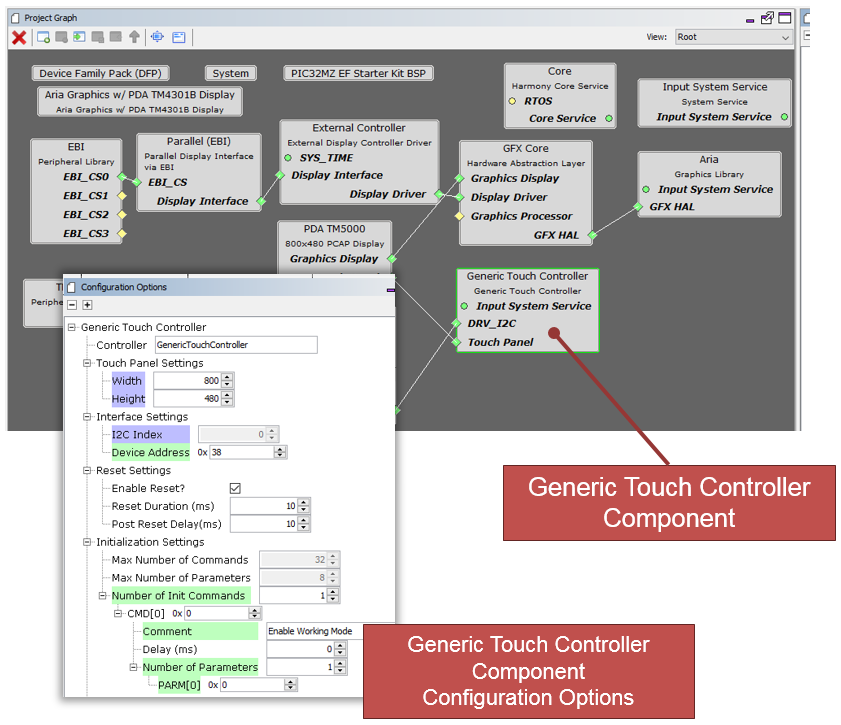 Project Graph
View:
Root
Device Family Pack (DFP)
System
PIC32MZ EF Starter Kit BSP
Aria Graphics w/ PDA TM4301B Display
Aria Graphics w/ PDA TM4301B Display
Core
Harmony Core Service
RTOS
Core Service
Input System Service
System Service
Input System Service
EBI
Peripheral Library
EBI_CS0
EBI_CS1
EBI_CS2
EBI_CS3
Parallel (EBI)
Parallel Display Interface
via EBI
EBI_CS
Display Interface
External Controller
External Display Controller Driver
SYS_TIME
Display Interface
Display Driver
GFX Core
Hardware Abstraction Layer
Graphics Display
Display Driver
Graphics Processor
GFX HAL
Aria
Graphics Library
Input System Service
GFX HAL
PDA TM5000
800x480 PCAP Display
Graphics Display
Generic Touch Controller
Generic Touch Controller
Input System Service
DRV_I2C
Touch Panel
Configuration Options
Generic Touch Controller
Controller GenericTouchController
Touch Panel Settings
Width 800
Height 480
Interface Settings
I2C Index 0
Device Address 0x 38
Reset Settings
Enable Reset?
Reset Duration (ms) 10
Post Reset Delay(ms) 10
Initialization Settings
Max Number of Commands 32
Max Number of Parameters 8
Number of Init Commands 1
CMD[0] 0x 0
Comment Enable Working Mode
Delay (ms) 0
Number of Parameters 1
PARM[0] 0x 0
Generic Touch Controller
Component
Generic Touch Controller
Component
Configuration Options